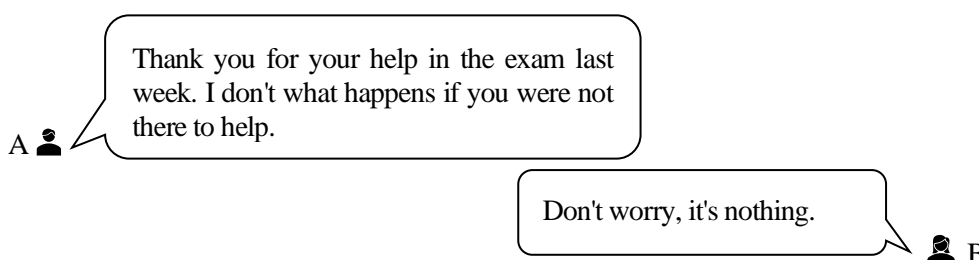 Thank you for your help in the exam last
week. I don't what happens if you were not
there to help.
A
Don't worry, it's nothing.